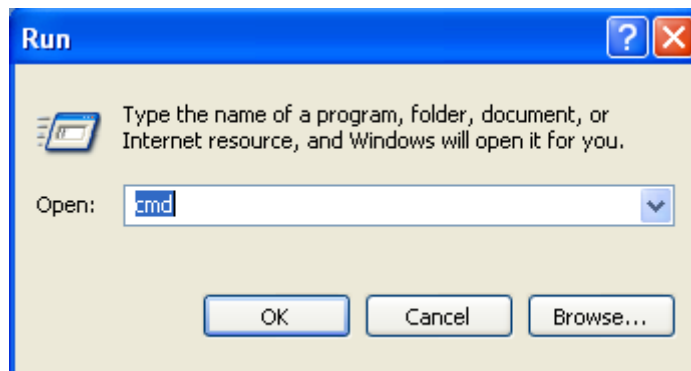 Run
Type the name of a program, folder, document, or
Internet resource, and Windows will open it for you.
Open: cmd
OK Cancel Browse...